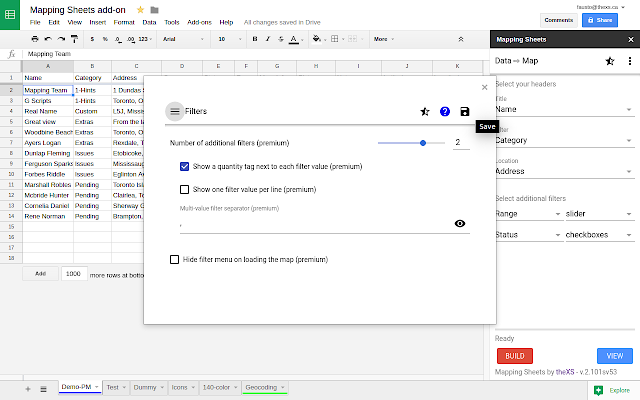 Mapping Sheets add-on
fausto@thexs.ca
File Edit View Insert Format Data Tools Add-ons Help All changes saved in Drive
Comments Share
$ % .0 .00 123 Arial 10 B I S A More
fx Mapping Team
Mapping Sheets
A B C D E F G H I J K
1 Name Category Address
2 Mapping Team 1-Hints 1 Dundas
3 G Scripts 1-Hints Toronto, O
4 Real Name Custom L5J, Missis
5 Great view Extras From the la
6 Woodbine Beach Extras Toronto, O
7 Ayers Logan Extras Rexdale, T
8 Dunlap Fleming Issues Etobicoke,
9 Ferguson Sparks Issues Mississaug
10 Forbes Riddle Issues Eglinton Av
11 Marshall Robles Pending Toronto Isl
12 Mcbride Hunter Pending Clairlea, To
13 Cornelia Daniel Pending Sherway G
14 Rene Norman Pending Brampton,
15
16
17
18
Add 1000 more rows at bottom
Filters
Save
Number of additional filters (premium) 2
Show a quantity tag next to each filter value (premium)
Show one filter value per line (premium)
Multi-value filter separator (premium)
,
Hide filter menu on loading the map (premium)
Data ⇨ Map
Select your headers
Title
Name
Filter
Category
Location
Address
Select additional filters
Range slider
Status checkboxes
Ready
BUILD VIEW
Mapping Sheets by theXS - v.2.101sv53
Demo-PM Test Dummy Icons 140-color Geocoding
Explore